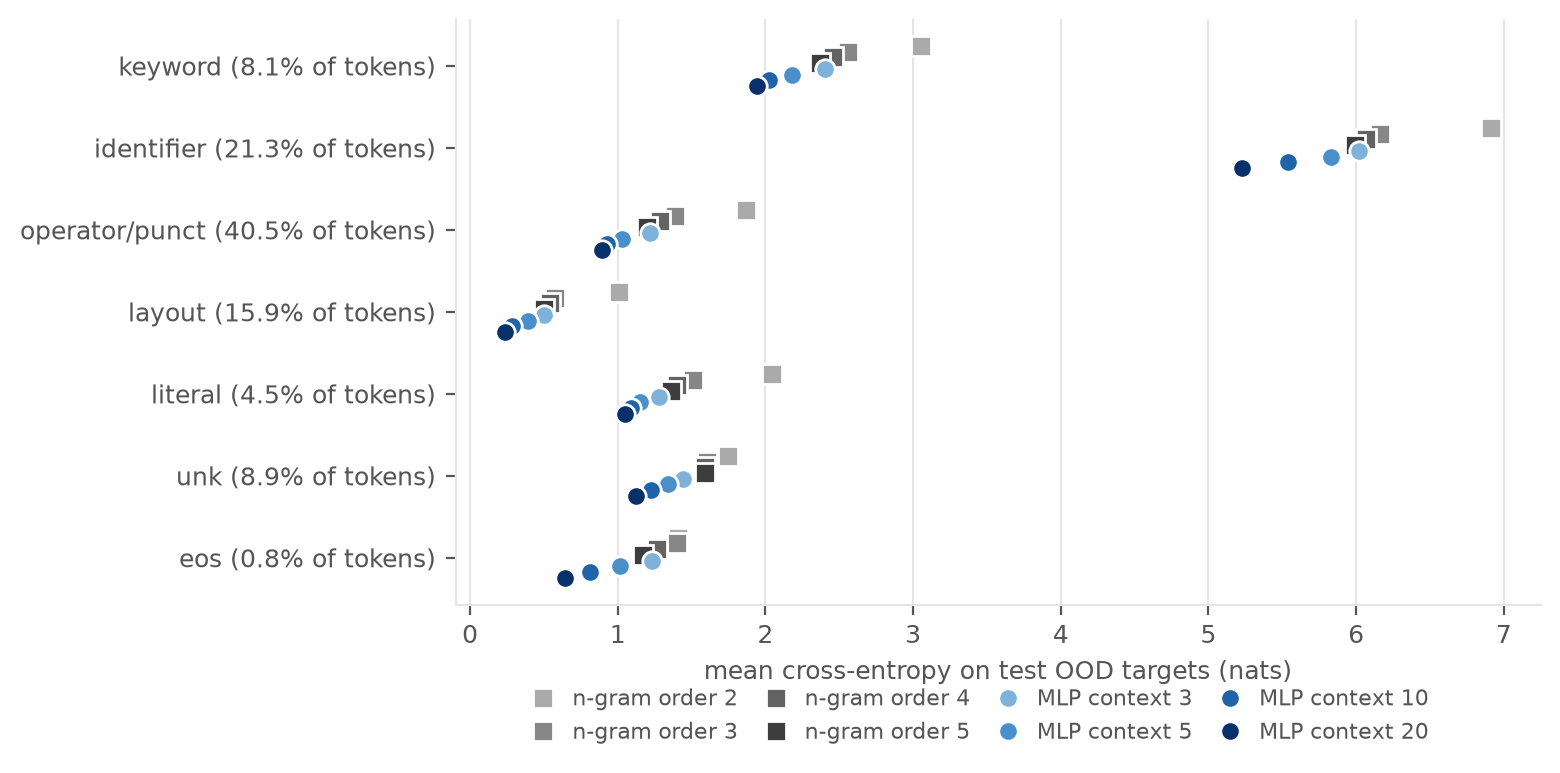 keyword (8.1% of tokens)
identifier (21.3% of tokens)
operator/punct (40.5% of tokens)
layout (15.9% of tokens)
literal (4.5% of tokens)
unk (8.9% of tokens)
eos (0.8% of tokens)
0 1 2 3 4 5 6 7
mean cross-entropy on test OOD targets (nats)
n-gram order 2 n-gram order 4 MLP context 3 MLP context 10
n-gram order 3 n-gram order 5 MLP context 5 MLP context 20